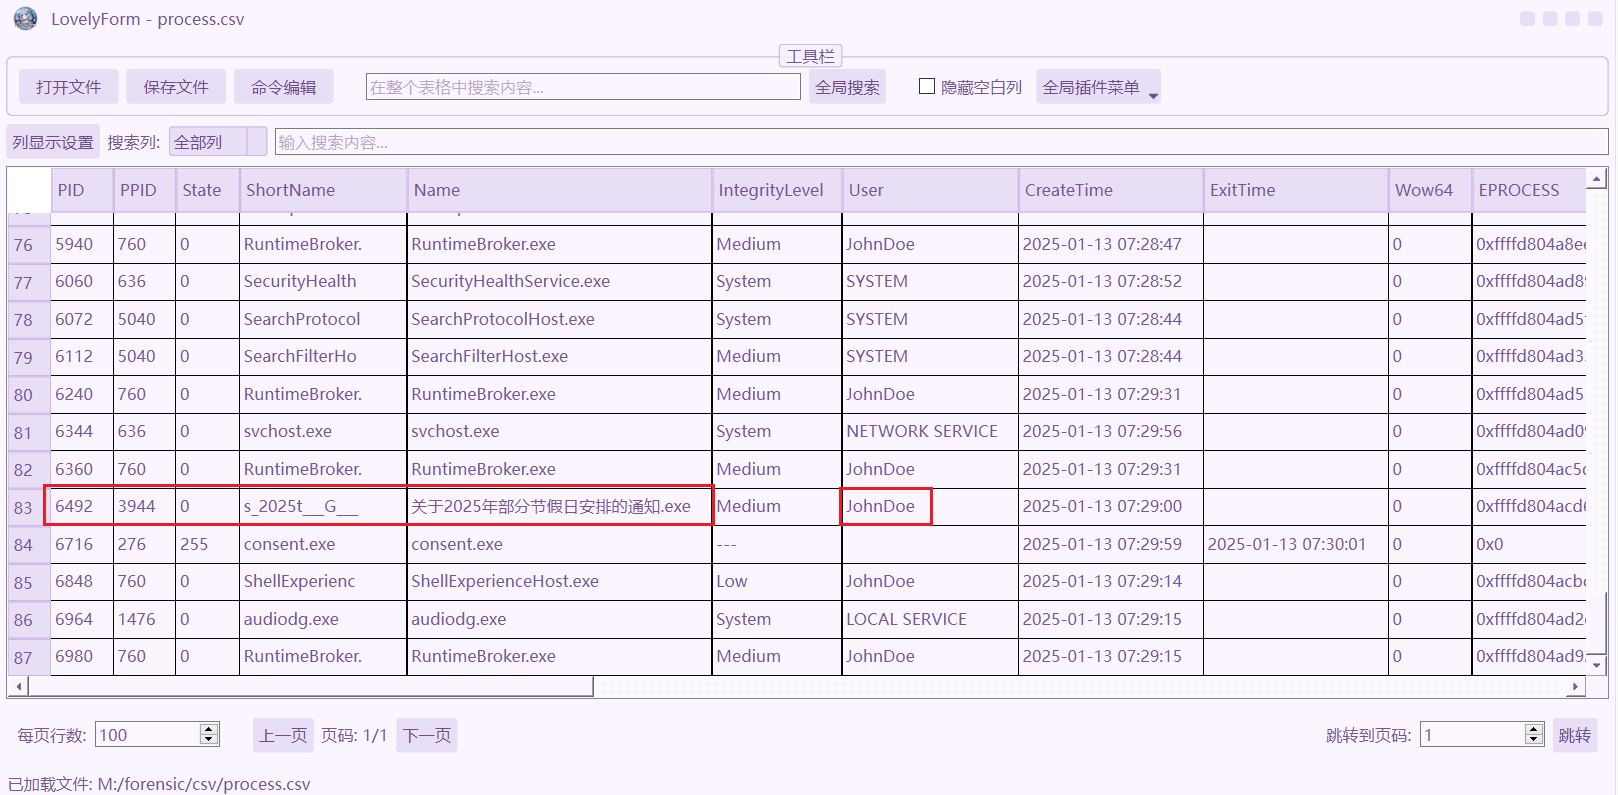 LovelyForm - process.csv
工具栏
打开文件 保存文件 命令编辑 在整个表格中搜索内容... 全局搜索 隐藏空白列 全局插件菜单
列显示设置 搜索列: 全部列 输入搜索内容...
PID PPID State ShortName Name IntegrityLevel User CreateTime ExitTime Wow64 EPROCESS
76 5940 760 0 RuntimeBroker. RuntimeBroker.exe Medium JohnDoe 2025-01-13 07:28:47 0 0xffffd804a8e
77 6060 636 0 SecurityHealth SecurityHealthService.exe System SYSTEM 2025-01-13 07:28:52 0 0xffffd804ad8
78 6072 5040 0 SearchProtocol SearchProtocolHost.exe System SYSTEM 2025-01-13 07:28:44 0 0xffffd804ad5
79 6112 5040 0 SearchFilterHo SearchFilterHost.exe Medium SYSTEM 2025-01-13 07:28:44 0 0xffffd804ad3
80 6240 760 0 RuntimeBroker. RuntimeBroker.exe Medium JohnDoe 2025-01-13 07:29:31 0 0xffffd804ad5
81 6344 636 0 svchost.exe svchost.exe System NETWORK SERVICE 2025-01-13 07:29:56 0 0xffffd804ad0
82 6360 760 0 RuntimeBroker. RuntimeBroker.exe Medium JohnDoe 2025-01-13 07:29:31 0 0xffffd804ac5
83 6492 3944 0 s_2025t___G___ 关于2025年部分节假日安排的通知.exe Medium JohnDoe 2025-01-13 07:29:00 0 0xffffd804acd
84 6716 276 255 consent.exe consent.exe --- 2025-01-13 07:29:59 2025-01-13 07:30:01 0 0x0
85 6848 760 0 ShellExperienc ShellExperienceHost.exe Low JohnDoe 2025-01-13 07:29:14 0 0xffffd804acb
86 6964 1476 0 audiodg.exe audiodg.exe System LOCAL SERVICE 2025-01-13 07:29:15 0 0xffffd804ad2
87 6980 760 0 RuntimeBroker. RuntimeBroker.exe Medium JohnDoe 2025-01-13 07:29:15 0 0xffffd804ad9
每页行数: 100 上一页 页码: 1/1 下一页 跳转到页码: 1 跳转
已加载文件: M:/forensic/csv/process.csv